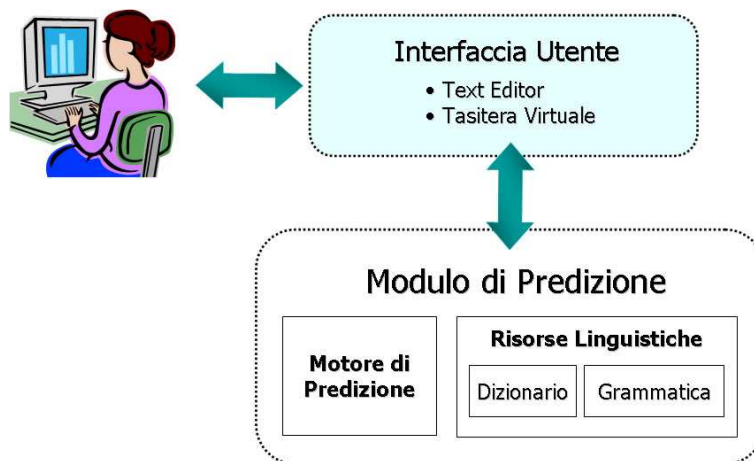 Interfaccia Utente
• Text Editor
• Tasitera Virtuale
Modulo di Predizione
Motore di
Predizione
Risorse Linguistiche
Dizionario
Grammatica